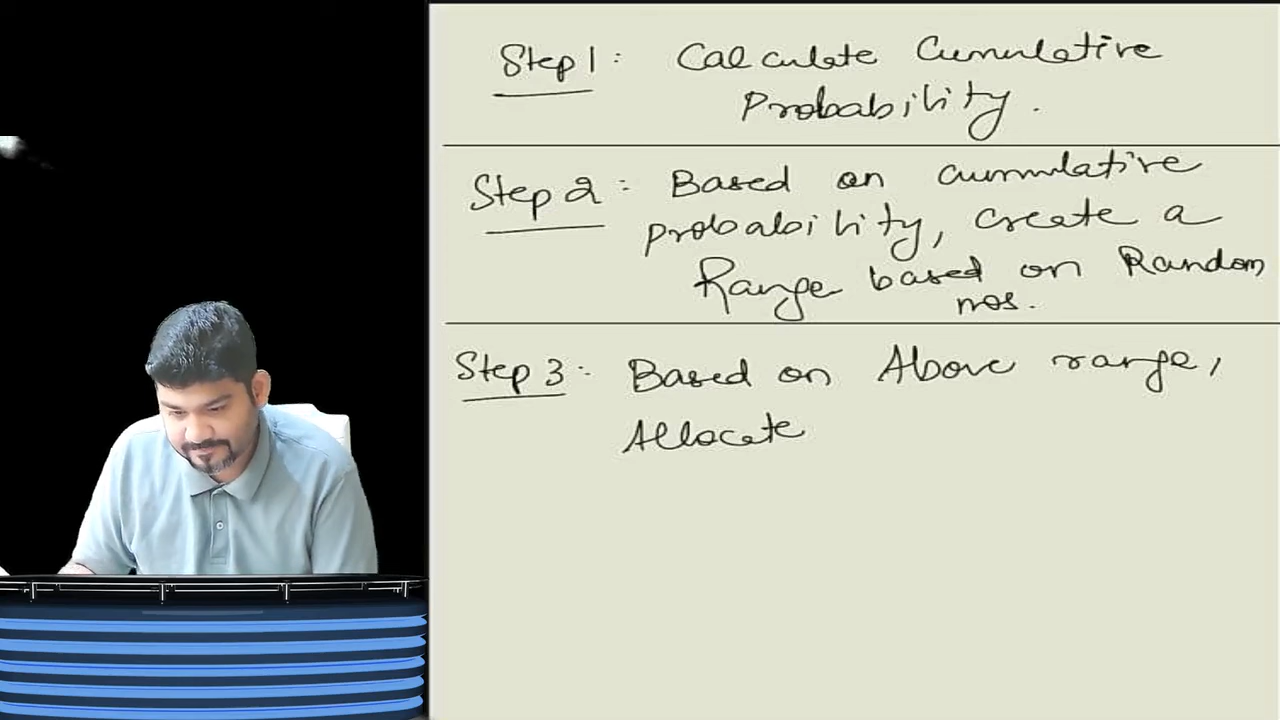 Step 1: Calculate Cumulative
Probability.
Step 2: Based on cummulative
probability, create a
Range based on Random
nos.
Step 3: Based on Above range,
Allocate